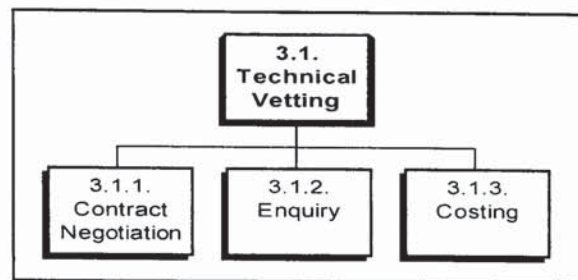 3.1.
Technical
Vetting
3.1.1.
Contract
Negotiation
3.1.2.
Enquiry
3.1.3.
Costing